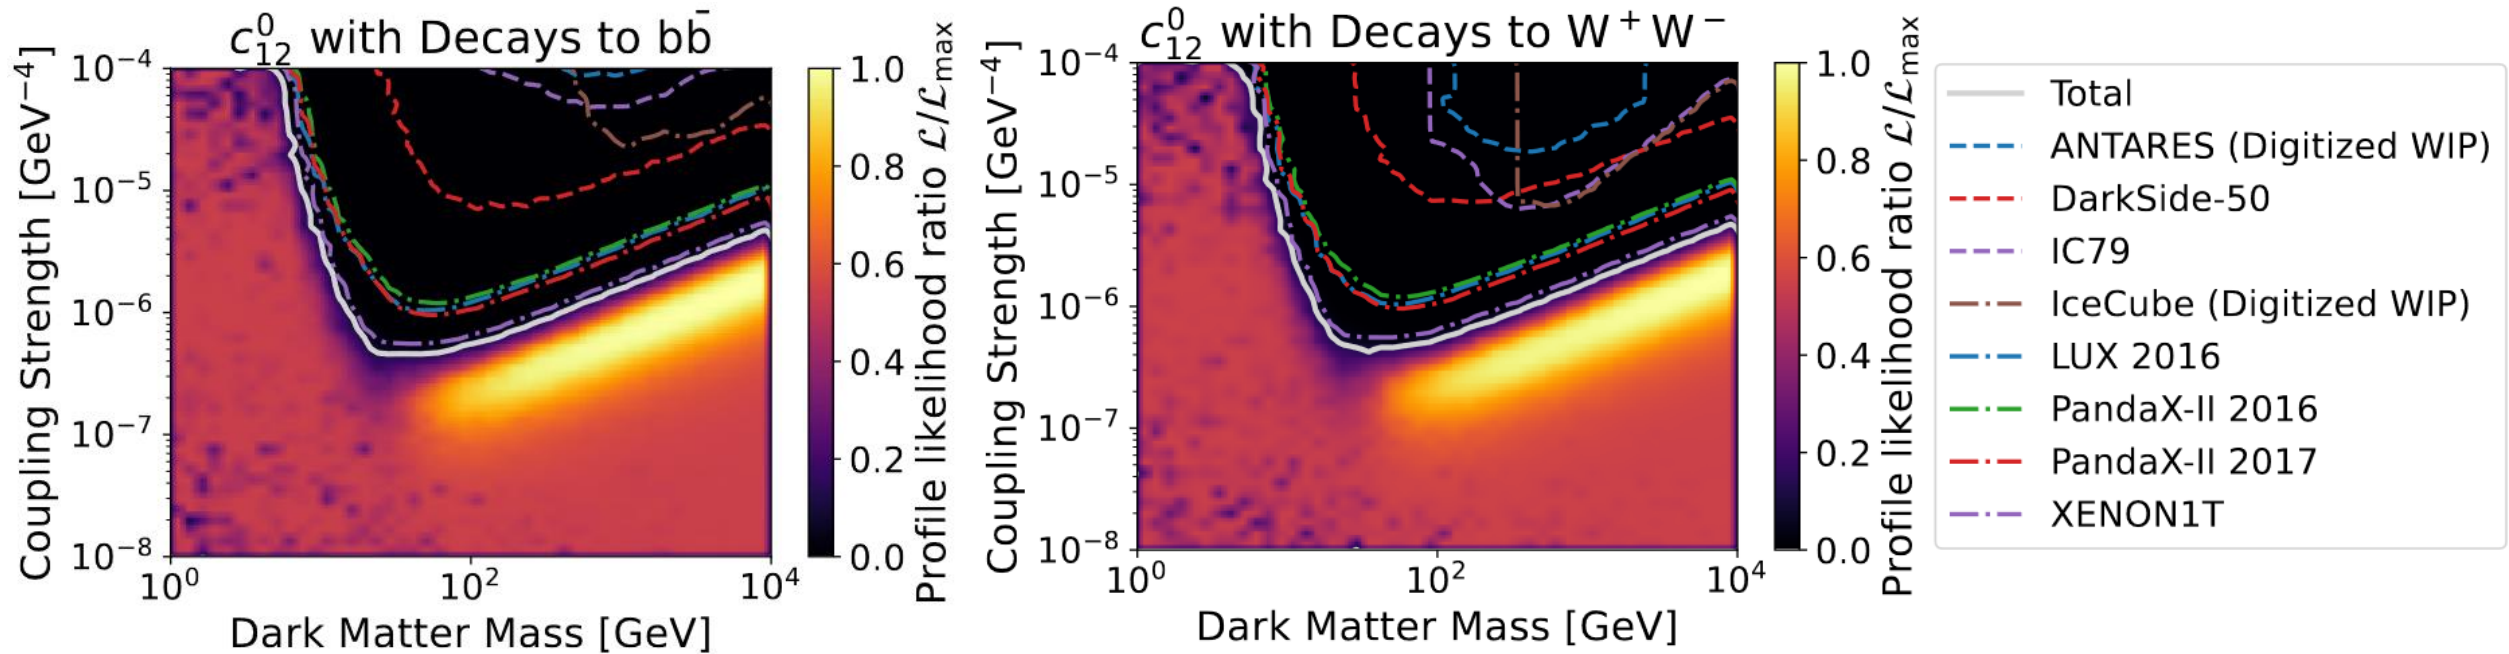 c₁₂⁰ with Decays to bb̄
Coupling Strength [GeV⁻⁴]
10⁻⁴
10⁻⁵
10⁻⁶
10⁻⁷
10⁻⁸
10⁰ 10² 10⁴
Dark Matter Mass [GeV]
1.0
0.8
0.6
0.4
0.2
0.0
Profile likelihood ratio ℒ/ℒmax
c₁₂⁰ with Decays to W⁺W⁻
Coupling Strength [GeV⁻⁴]
10⁻⁴
10⁻⁵
10⁻⁶
10⁻⁷
10⁻⁸
10⁰ 10² 10⁴
Dark Matter Mass [GeV]
1.0
0.8
0.6
0.4
0.2
0.0
Profile likelihood ratio ℒ/ℒmax
Total
ANTARES (Digitized WIP)
DarkSide-50
IC79
IceCube (Digitized WIP)
LUX 2016
PandaX-II 2016
PandaX-II 2017
XENON1T